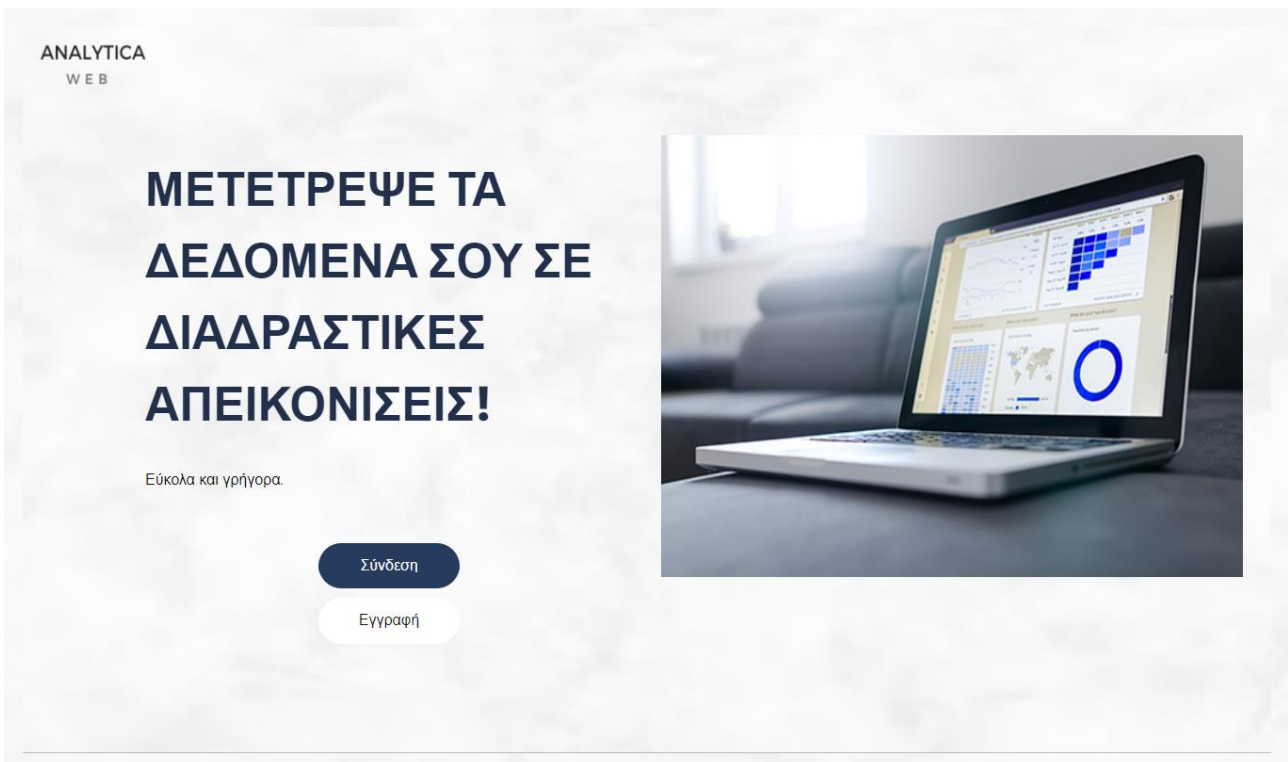 ANALYTICA
WEB
ΜΕΤΕΤΡΕΨΕ ΤΑ
ΔΕΔΟΜΕΝΑ ΣΟΥ ΣΕ
ΔΙΑΔΡΑΣΤΙΚΕΣ
ΑΠΕΙΚΟΝΙΣΕΙΣ!
Εύκολα και γρήγορα.
Σύνδεση
Εγγραφή